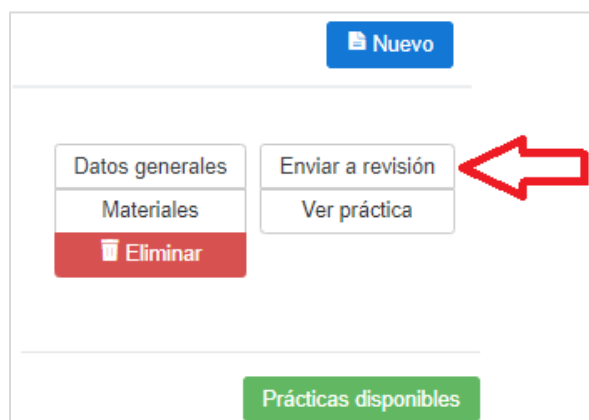 Nuevo
Datos generales
Enviar a revisión
Materiales
Ver práctica
Eliminar
Prácticas disponibles